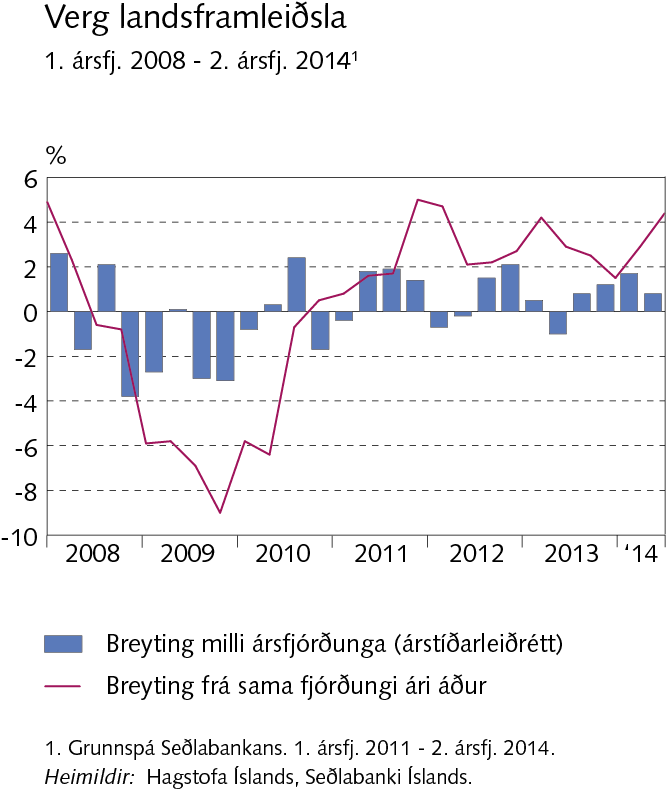 Verg landsframleiðsla
1. ársfj. 2008 - 2. ársfj. 2014¹
%
6
4
2
0
-2
-4
-6
-8
-10
2008 2009 2010 2011 2012 2013 ‘14
Breyting milli ársfjórðunga (árstíðarleiðrétt)
Breyting frá sama fjórðungi ári áður
1. Grunnspá Seðlabankans. 1. ársfj. 2011 - 2. ársfj. 2014.
Heimildir: Hagstofa Íslands, Seðlabanki Íslands.